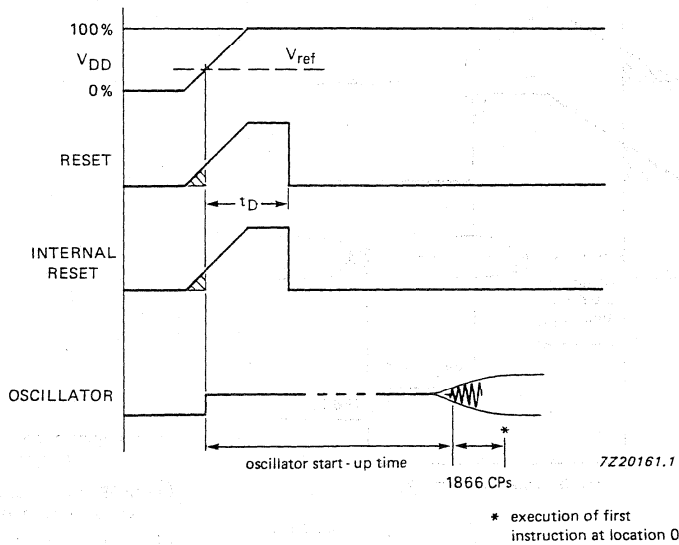 100%
VDD
Vref
0%
RESET
tD
INTERNAL
RESET
OSCILLATOR
*
oscillator start-up time
7Z20161.1
1866 CPs
* execution of first
instruction at location 0